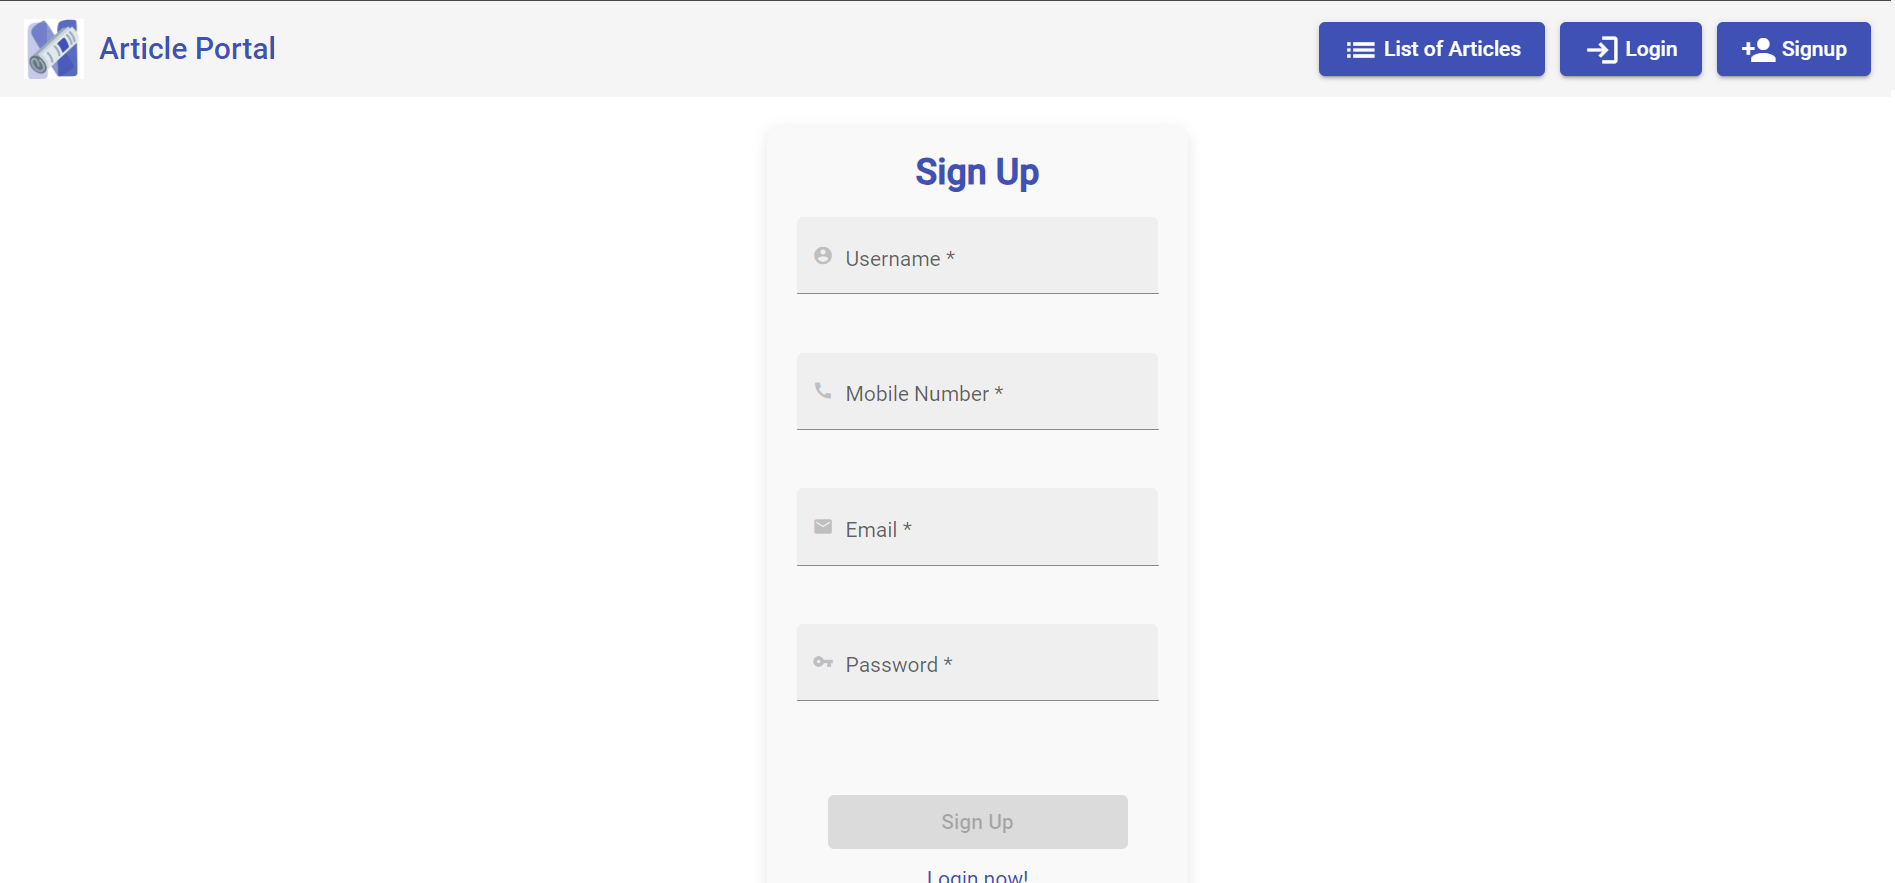 Article Portal
List of Articles
Login
Signup
Sign Up
Username *
Mobile Number *
Email *
Password *
Sign Up
Login now!